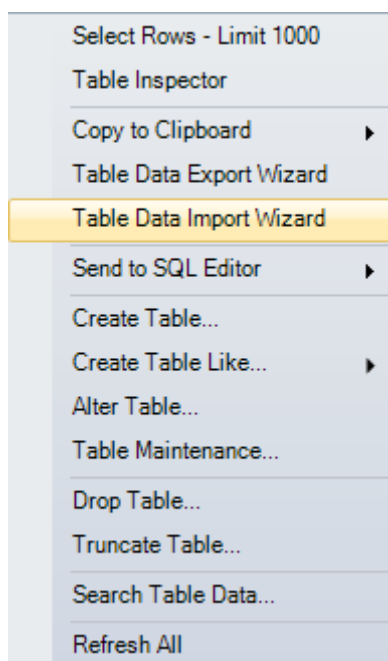 Select Rows - Limit 1000
Table Inspector
Copy to Clipboard
Table Data Export Wizard
Table Data Import Wizard
Send to SQL Editor
Create Table...
Create Table Like...
Alter Table...
Table Maintenance...
Drop Table...
Truncate Table...
Search Table Data...
Refresh All